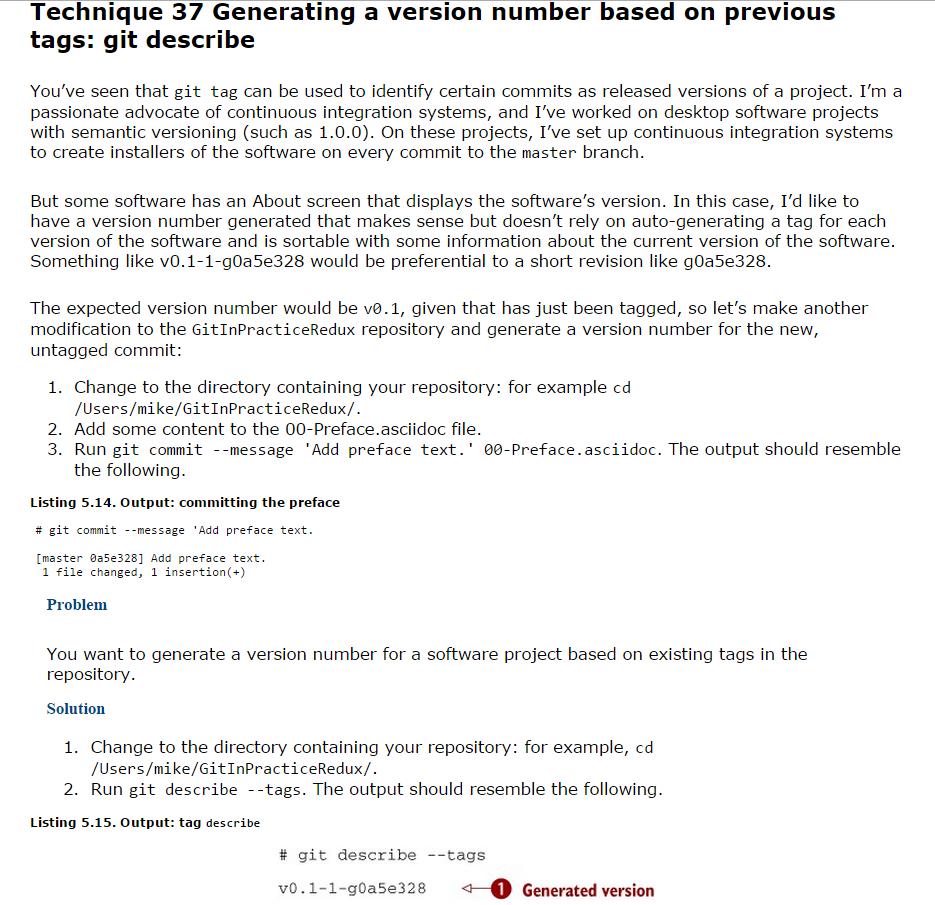 Technique 37 Generating a version number based on previous
tags: git describe
You've seen that git tag can be used to identify certain commits as released versions of a project. I'm a
passionate advocate of continuous integration systems, and I've worked on desktop software projects
with semantic versioning (such as 1.0.0). On these projects, I've set up continuous integration systems
to create installers of the software on every commit to the master branch.
But some software has an About screen that displays the software's version. In this case, I'd like to
have a version number generated that makes sense but doesn't rely on auto-generating a tag for each
version of the software and is sortable with some information about the current version of the software.
Something like v0.1-1-g0a5e328 would be preferential to a short revision like g0a5e328.
The expected version number would be v0.1, given that has just been tagged, so let's make another
modification to the GitInPracticeRedux repository and generate a version number for the new,
untagged commit:
1. Change to the directory containing your repository: for example cd
/Users/mike/GitInPracticeRedux/.
2. Add some content to the 00-Preface.asciidoc file.
3. Run git commit --message 'Add preface text.' 00-Preface.asciidoc. The output should resemble
the following.
Listing 5.14. Output: committing the preface
# git commit --message 'Add preface text.
[master 0a5e328] Add preface text.
1 file changed, 1 insertion(+)
Problem
You want to generate a version number for a software project based on existing tags in the
repository.
Solution
1. Change to the directory containing your repository: for example, cd
/Users/mike/GitInPracticeRedux/.
2. Run git describe --tags. The output should resemble the following.
Listing 5.15. Output: tag describe
# git describe --tags
v0.1-1-g0a5e328 1 Generated version